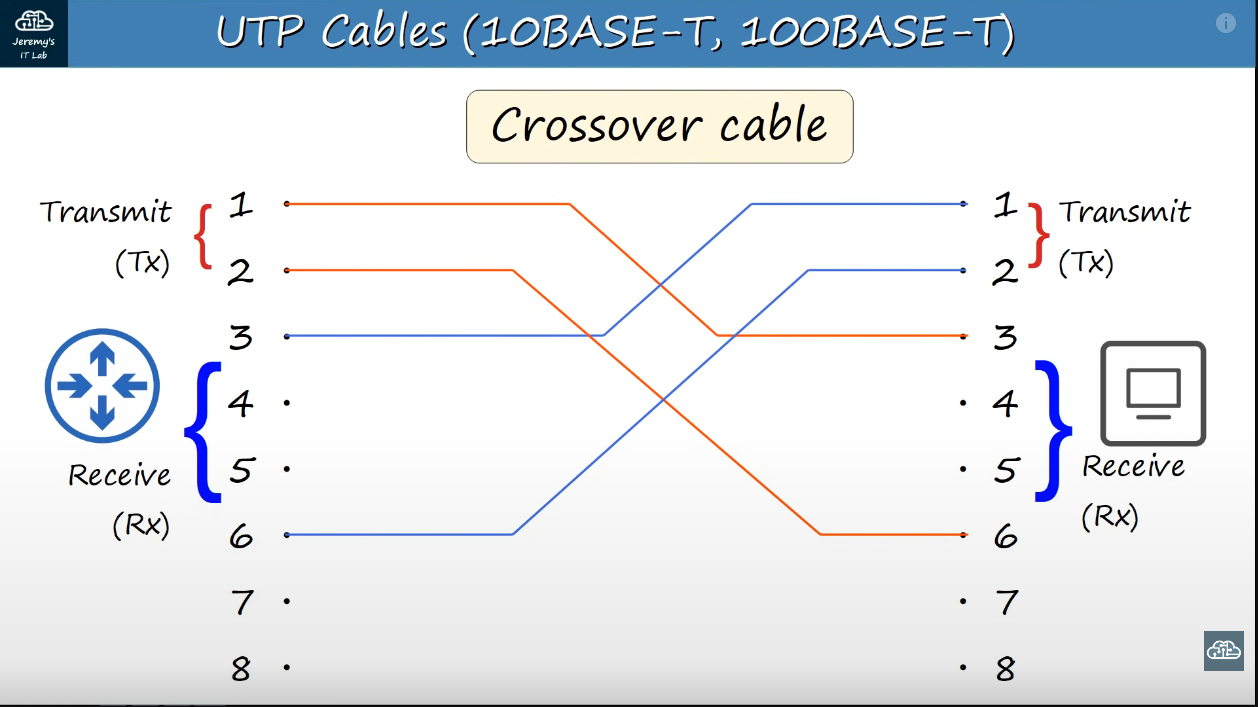 Jeremy's
IT Lab
UTP Cables (10BASE-T, 100BASE-T)
i
Crossover cable
Transmit
(Tx)
Receive
(Rx)
1
2
3
4
5
6
7
8
1
2
3
4
5
6
7
8
Transmit
(Tx)
Receive
(Rx)